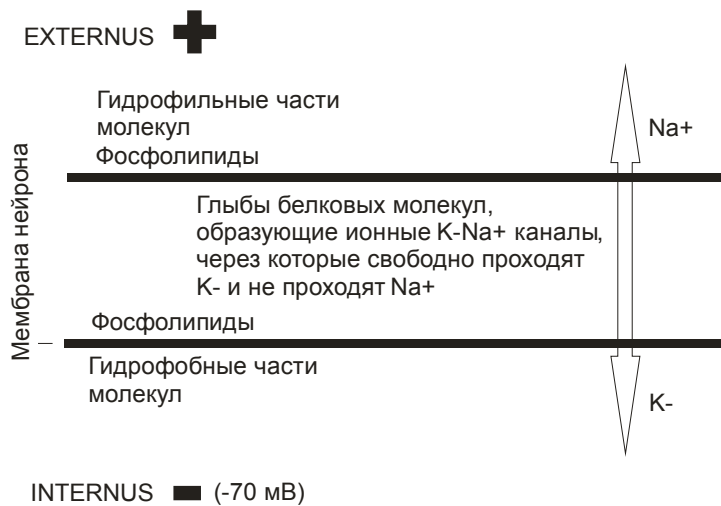 EXTERNUS
Гидрофильные части
молекул
Фосфолипиды
Na+
Мембрана нейрона
Глыбы белковых молекул,
образующие ионные K-Na+ каналы,
через которые свободно проходят
K- и не проходят Na+
Фосфолипиды
Гидрофобные части
молекул
K-
INTERNUS (-70 мВ)